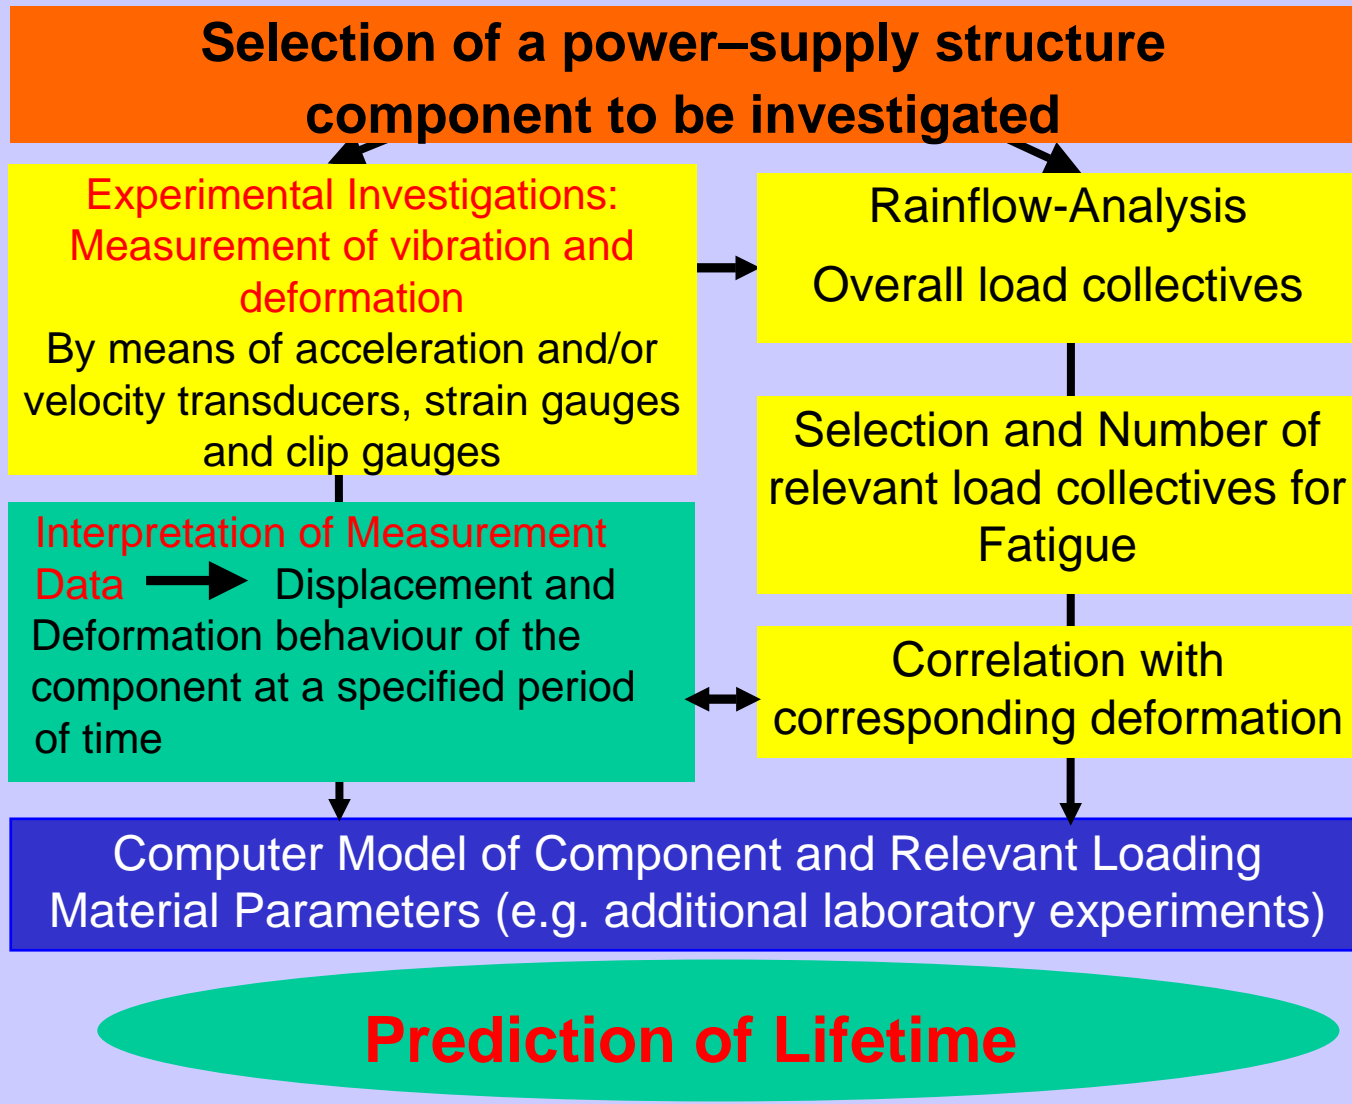 Selection of a power–supply structure
component to be investigated
Experimental Investigations:
Measurement of vibration and
deformation
By means of acceleration and/or
velocity transducers, strain gauges
and clip gauges
Rainflow-Analysis
Overall load collectives
Selection and Number of
relevant load collectives for
Fatigue
Interpretation of Measurement
Data Displacement and
Deformation behaviour of the
component at a specified period
of time
Correlation with
corresponding deformation
Computer Model of Component and Relevant Loading
Material Parameters (e.g. additional laboratory experiments)
Prediction of Lifetime